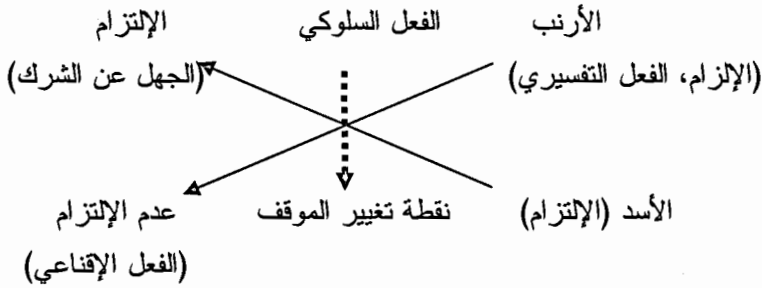 الأرنب الفعل السلوكي الإلتزام
(الإلزام، الفعل التفسيري) (الجهل عن الشرك)
الأسد (الإلتزام) نقطة تغيير الموقف عدم الإلتزام
(الفعل الإقناعي)